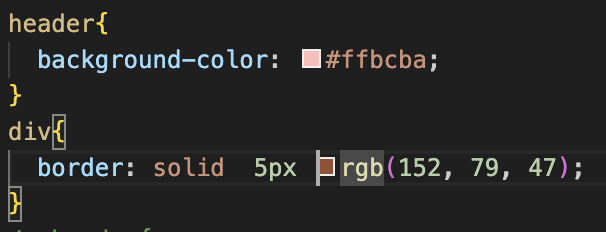 header{
background-color: #ffbcba;
}
div{
border: solid  5px rgb(152, 79, 47);
}